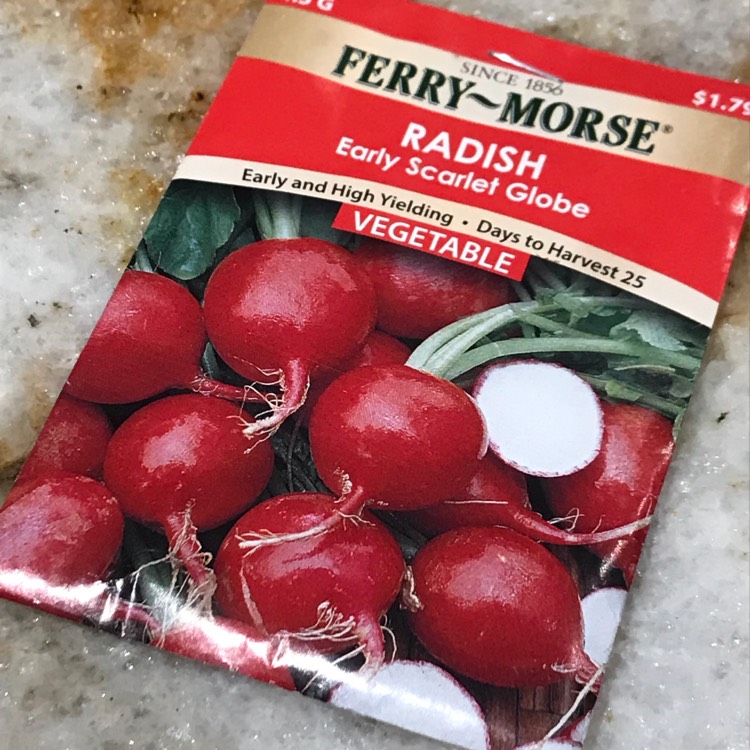 SINCE 1856
FERRY~MORSE®
$1.79
RADISH
Early Scarlet Globe
Early and High Yielding • Days to Harvest 25
VEGETABLE